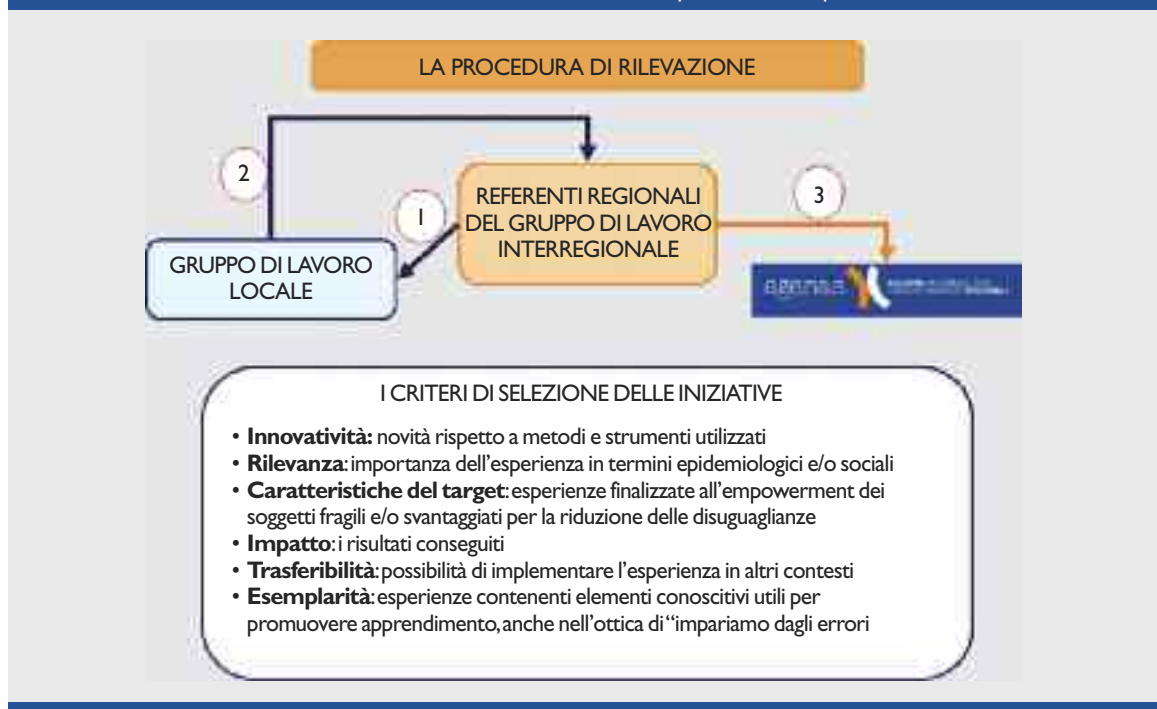 LA PROCEDURA DI RILEVAZIONE
2
1
3
REFERENTI REGIONALI
DEL GRUPPO DI LAVORO
INTERREGIONALE
GRUPPO DI LAVORO
LOCALE
agenas
I CRITERI DI SELEZIONE DELLE INIZIATIVE
• Innovatività: novità rispetto a metodi e strumenti utilizzati
• Rilevanza: importanza dell'esperienza in termini epidemiologici e/o sociali
• Caratteristiche del target: esperienze finalizzate all'empowerment dei
soggetti fragili e/o svantaggiati per la riduzione delle disuguaglianze
• Impatto: i risultati conseguiti
• Trasferibilità: possibilità di implementare l'esperienza in altri contesti
• Esemplarità: esperienze contenenti elementi conoscitivi utili per
promuovere apprendimento, anche nell'ottica di "impariamo dagli errori